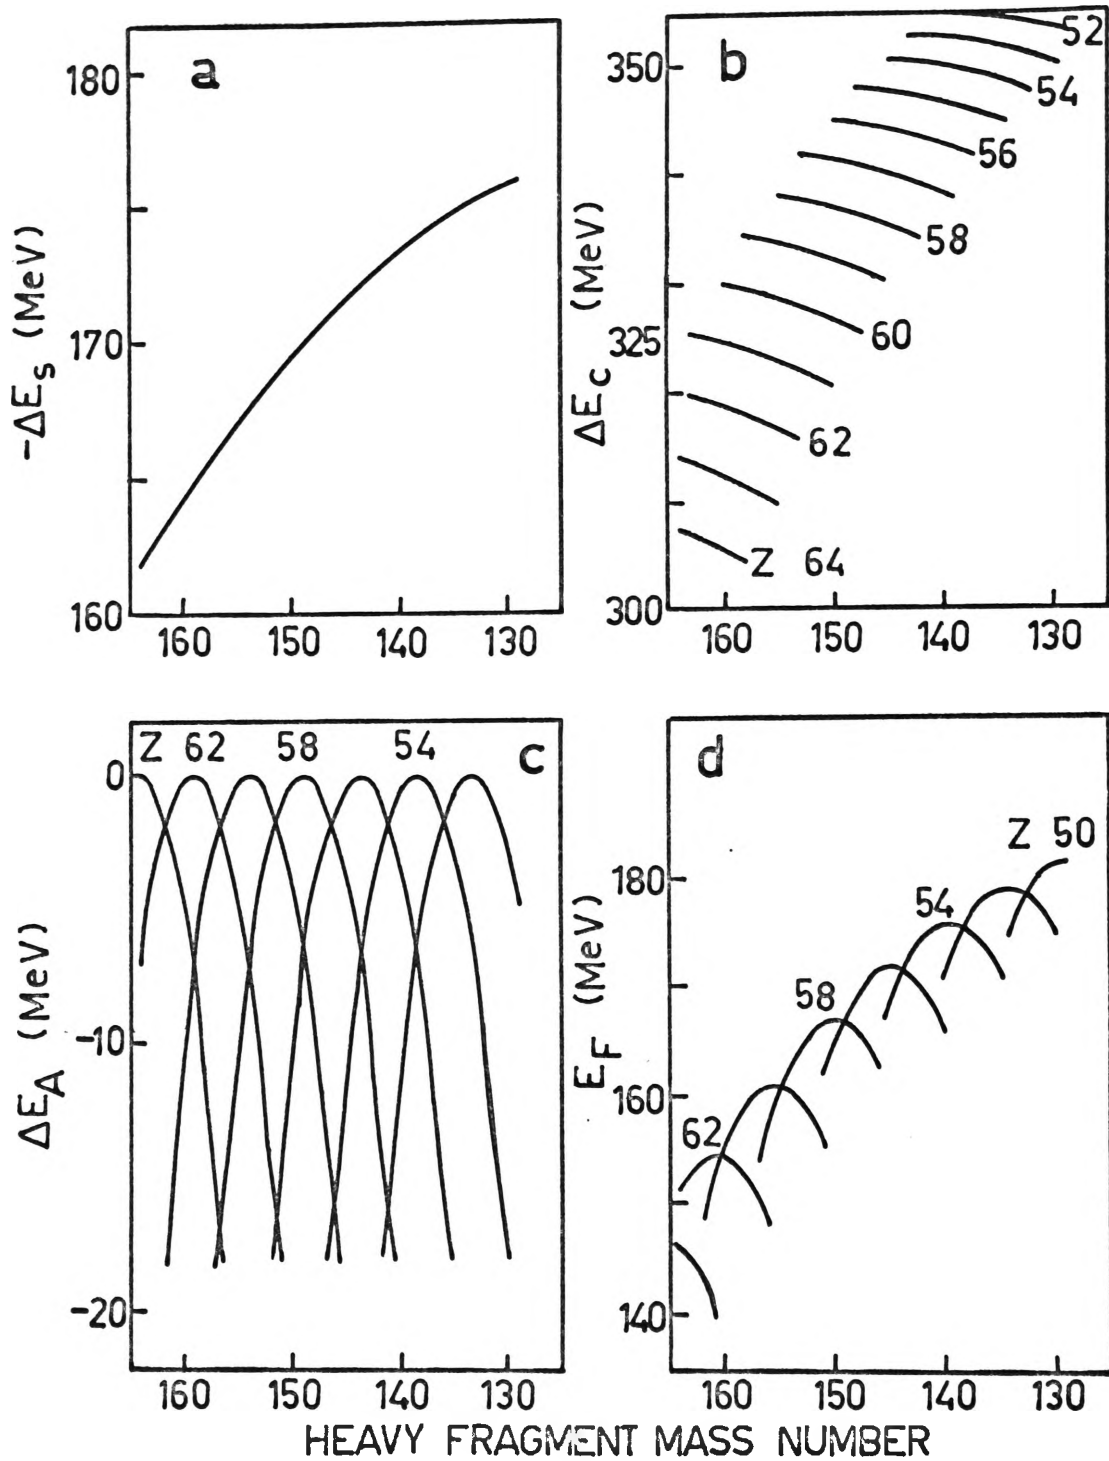 a
-ΔEs (MeV)
180
170
160
160 150 140 130
b
ΔEc (MeV)
350
325
300
52
54
56
58
60
62
Z 64
160 150 140 130
c
Z 62 58 54
ΔEA (MeV)
0
-10
-20
160 150 140 130
d
EF (MeV)
180
160
140
Z 50
54
58
62
160 150 140 130
HEAVY FRAGMENT MASS NUMBER